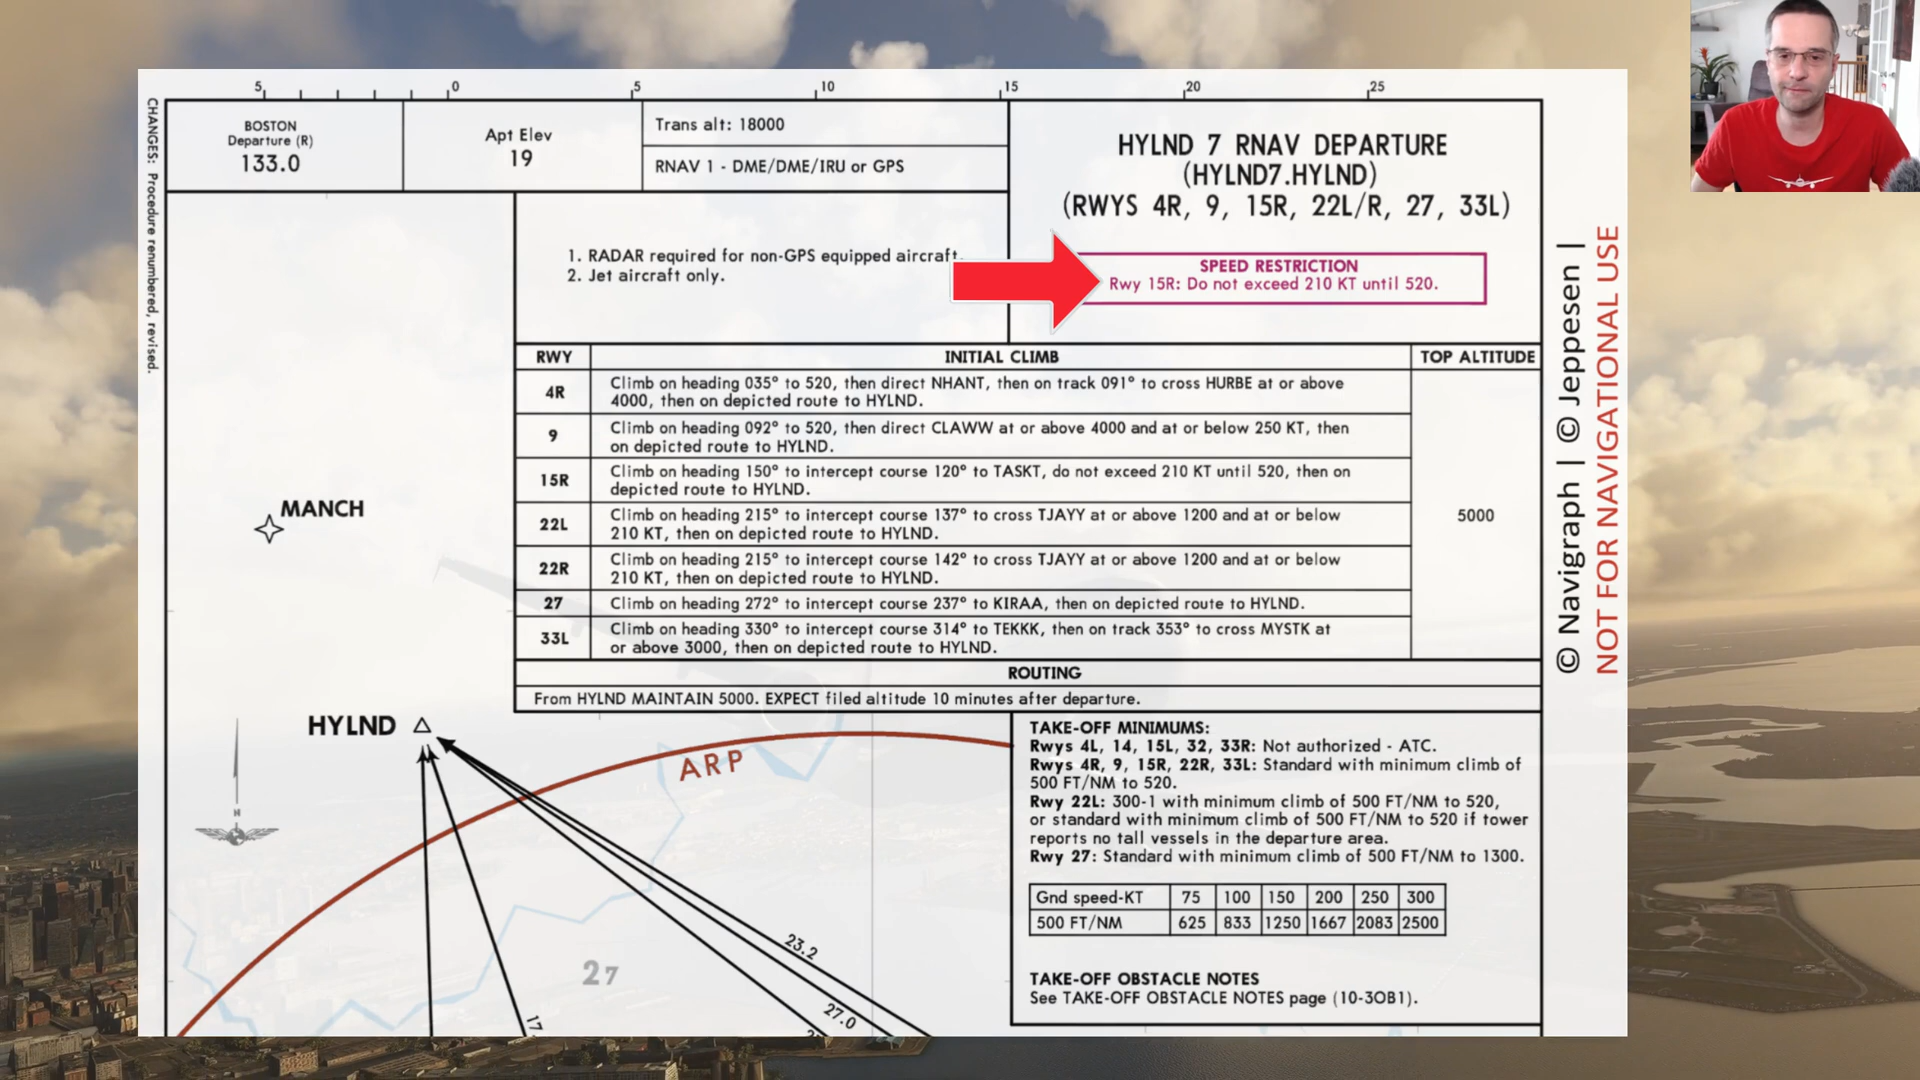 5 0 5 10 15 20 25
CHANGES: Procedure renumbered, revised.
BOSTON
Departure (R)
133.0
Apt Elev
19
Trans alt: 18000
RNAV 1 - DME/DME/IRU or GPS
HYLND 7 RNAV DEPARTURE
(HYLND7.HYLND)
(RWYS 4R, 9, 15R, 22L/R, 27, 33L)
1. RADAR required for non-GPS equipped aircraft.
2. Jet aircraft only.
SPEED RESTRICTION
Rwy 15R: Do not exceed 210 KT until 520.
RWY INITIAL CLIMB TOP ALTITUDE
4R Climb on heading 035° to 520, then direct NHANT, then on track 091° to cross HURBE at or above
4000, then on depicted route to HYLND.
9 Climb on heading 092° to 520, then direct CLAWW at or above 4000 and at or below 250 KT, then
on depicted route to HYLND.
15R Climb on heading 150° to intercept course 120° to TASKT, do not exceed 210 KT until 520, then on
depicted route to HYLND.
22L Climb on heading 215° to intercept course 137° to cross TJAYY at or above 1200 and at or below
210 KT, then on depicted route to HYLND.
5000
22R Climb on heading 215° to intercept course 142° to cross TJAYY at or above 1200 and at or below
210 KT, then on depicted route to HYLND.
27 Climb on heading 272° to intercept course 237° to KIRAA, then on depicted route to HYLND.
33L Climb on heading 330° to intercept course 314° to TEKKK, then on track 353° to cross MYSTK at
or above 3000, then on depicted route to HYLND.
ROUTING
From HYLND MAINTAIN 5000. EXPECT filed altitude 10 minutes after departure.
MANCH
HYLND
N
ARP
27
23.2
27.0
17
TAKE-OFF MINIMUMS:
Rwys 4L, 14, 15L, 32, 33R: Not authorized - ATC.
Rwys 4R, 9, 15R, 22R, 33L: Standard with minimum climb of
500 FT/NM to 520.
Rwy 22L: 300-1 with minimum climb of 500 FT/NM to 520,
or standard with minimum climb of 500 FT/NM to 520 if tower
reports no tall vessels in the departure area.
Rwy 27: Standard with minimum climb of 500 FT/NM to 1300.
Gnd speed-KT 75 100 150 200 250 300
500 FT/NM 625 833 1250 1667 2083 2500
TAKE-OFF OBSTACLE NOTES
See TAKE-OFF OBSTACLE NOTES page (10-3OB1).
© Navigraph | © Jeppesen |
NOT FOR NAVIGATIONAL USE